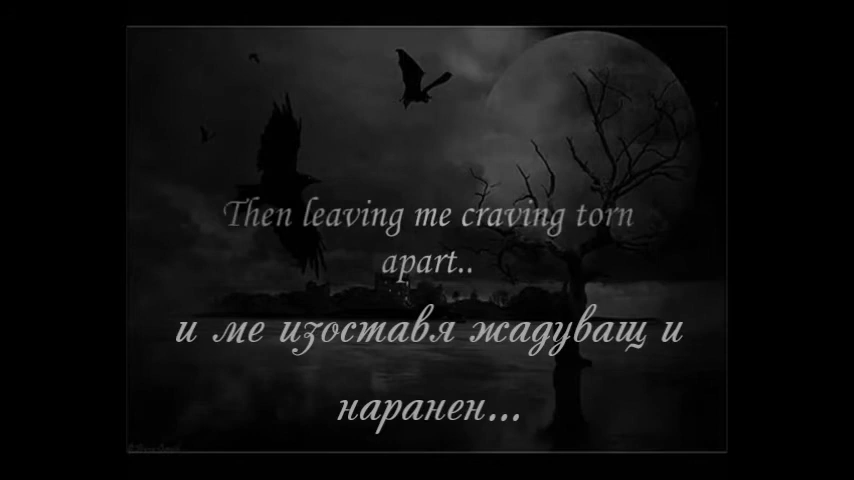 Then leaving me craving torn
apart..
и ме изоставя жадуващ и
наранен...